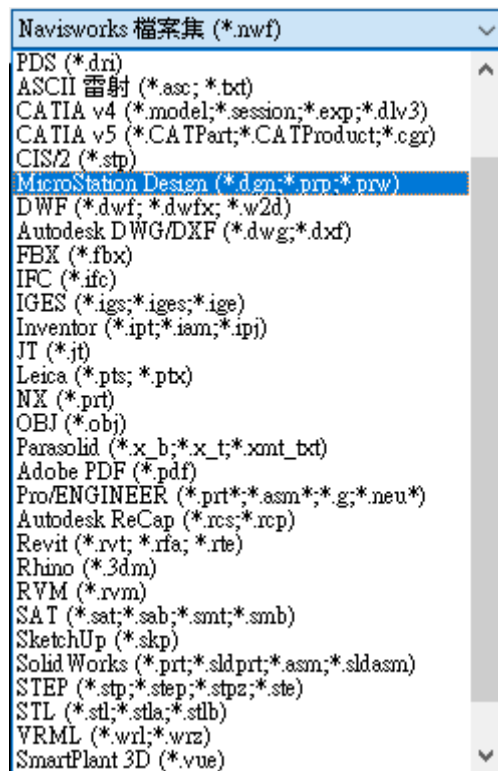 Navisworks 檔案集 (*.nwf)
PDS (*.dri)
ASCII 雷射 (*.asc; *.txt)
CATIA v4 (*.model;*.session;*.exp;*.dlv3)
CATIA v5 (*.CATPart;*.CATProduct;*.cgr)
CIS/2 (*.stp)
MicroStation Design (*.dgn;*.prp;*.prw)
DWF (*.dwf; *.dwfx; *.w2d)
Autodesk DWG/DXF (*.dwg;*.dxf)
FBX (*.fbx)
IFC (*.ifc)
IGES (*.igs;*.iges;*.ige)
Inventor (*.ipt;*.iam;*.ipj)
JT (*.jt)
Leica (*.pts; *.ptx)
NX (*.prt)
OBJ (*.obj)
Parasolid (*.x_b;*.x_t;*.xmt_txt)
Adobe PDF (*.pdf)
Pro/ENGINEER (*.prt*;*.asm*;*.g;*.neu*)
Autodesk ReCap (*.rcs;*.rcp)
Revit (*.rvt; *.rfa; *.rte)
Rhino (*.3dm)
RVM (*.rvm)
SAT (*.sat;*.sab;*.smt;*.smb)
SketchUp (*.skp)
SolidWorks (*.prt;*.sldprt;*.asm;*.sldasm)
STEP (*.stp;*.step;*.stpz;*.ste)
STL (*.stl;*.stla;*.stlb)
VRML (*.wrl;*.wrz)
SmartPlant 3D (*.vue)